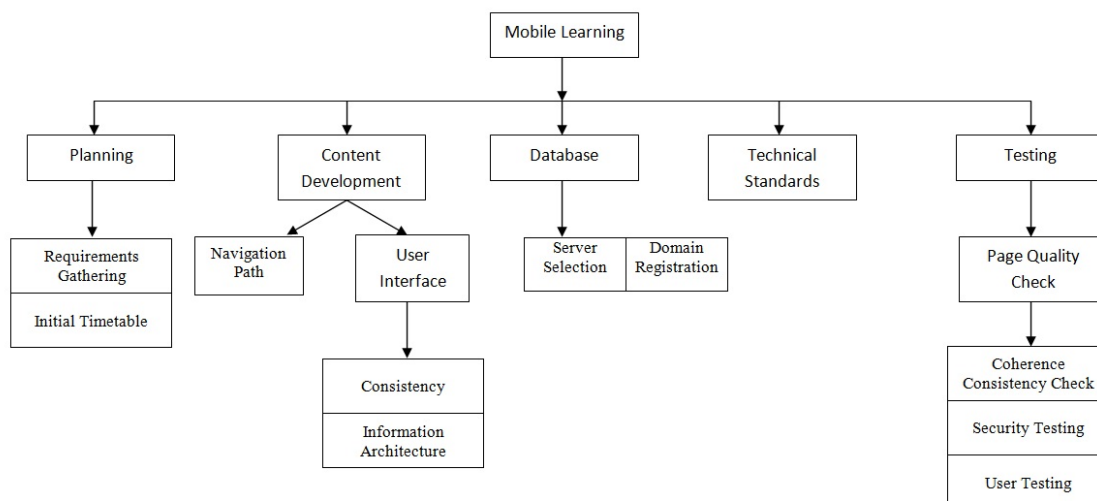 Mobile Learning
Planning
Content
Development
Database
Technical
Standards
Testing
Requirements
Gathering
Initial Timetable
Navigation
Path
User
Interface
Server
Selection
Domain
Registration
Page Quality
Check
Consistency
Information
Architecture
Coherence
Consistency Check
Security Testing
User Testing